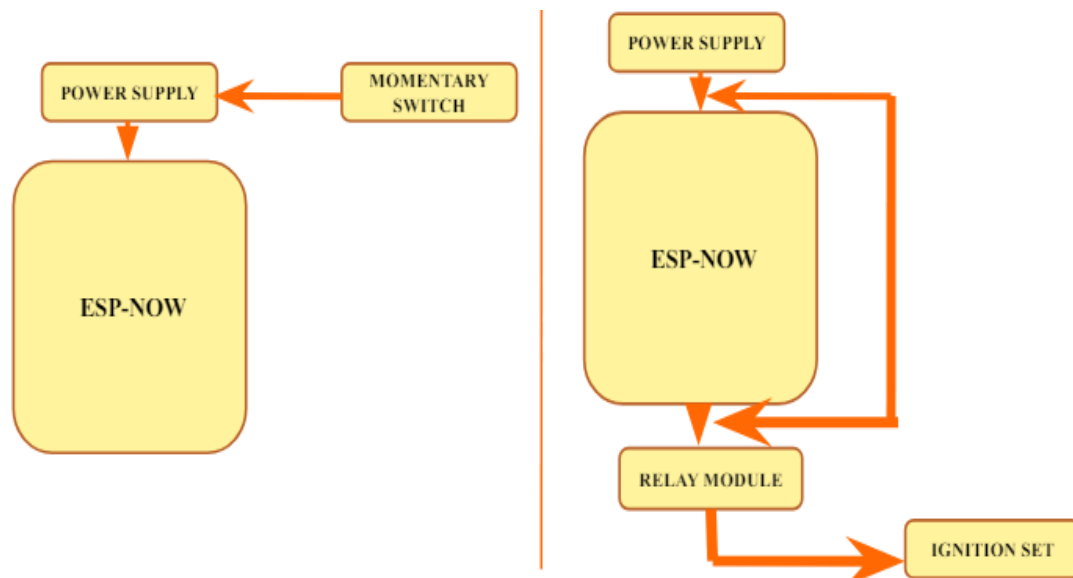 POWER SUPPLY
MOMENTARY
SWITCH
ESP-NOW
POWER SUPPLY
ESP-NOW
RELAY MODULE
IGNITION SET